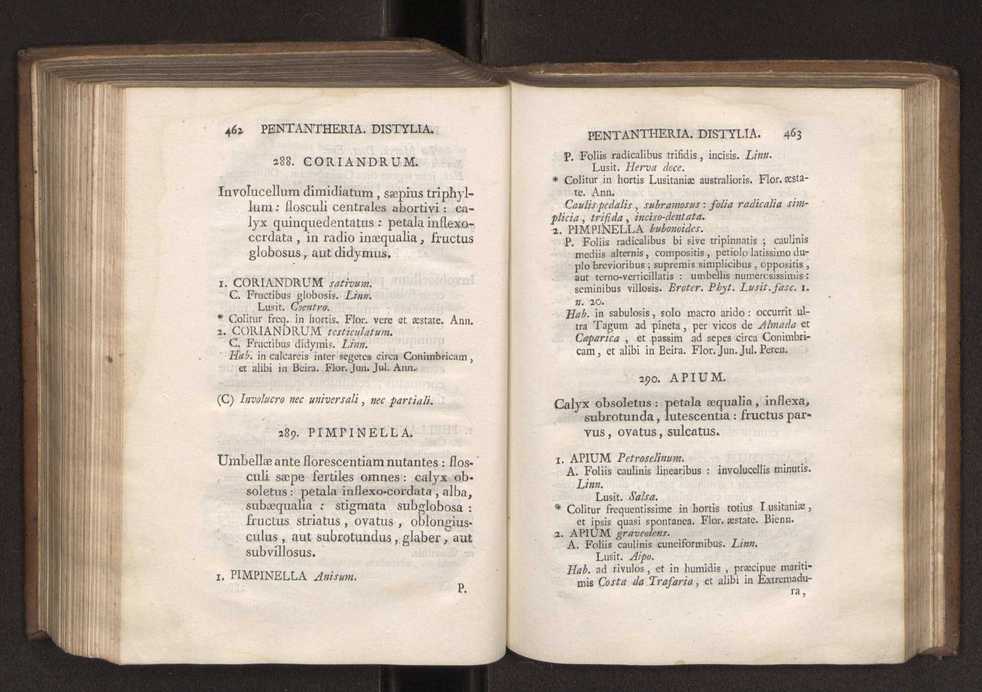 462 PENTANTHERIA. DISTYLIA.
288. CORIANDRUM.
Involucellum dimidiatum, sæpius triphyl-
lum: flosculi centrales abortivi: ca-
lyx quinquedentatus: petala inflexo-
cordata, in radio inæqualia, fructus
globosus, aut didymus.
1. CORIANDRUM sativum.
C. Fructibus globosis. Linn.
Lusit. Coentro.
* Colitur freq. in hortis. Flor. vere et æstate. Ann.
2. CORIANDRUM testiculatum.
C. Fructibus didymis. Linn.
Hab. in calcareis inter segetes circa Conimbricam,
et alibi in Beira. Flor. Jun. Jul. Ann.
(C) Involucro nec universali, nec partiali.
289. PIMPINELLA.
Umbellæ ante florescentiam nutantes: flos-
culi sæpe fertiles omnes: calyx ob-
soletus: petala inflexo-cordata, alba,
subæqualia: stigmata subglobosa:
fructus striatus, ovatus, oblongius-
culus, aut subrotundus, glaber, aut
subvillosus.
1. PIMPINELLA Anisum.
P.
PENTANTHERIA. DISTYLIA. 463
P. Foliis radicalibus trifidis, incisis. Linn.
Lusit. Herva doce.
* Colitur in hortis Lusitaniæ australioris. Flor. æsta-
te. Ann.
Caulis pedalis, subramosus: folia radicalia sim-
plicia, trifida, inciso-dentata.
2. PIMPINELLA bubonoides.
P. Foliis radicalibus bi sive tripinnatis; caulinis
mediis alternis, compositis, petiolo latissimo du-
plo brevioribus; supremis simplicibus, oppositis,
aut terno-verticillatis: umbellis numerosissimis:
seminibus villosis. Broter. Phyt. Lusit. fasc. 1.
n. 20.
Hab. in sabulosis, solo macro arido: occurrit ul-
tra Tagum ad pineta, per vicos de Almada et
Caparica, et passim ad sepes circa Conimbri-
cam, et alibi in Beira. Flor. Jun. Jul. Peren.
290. APIUM.
Calyx obsoletus: petala æqualia, inflexa,
subrotunda, lutescentia: fructus par-
vus, ovatus, sulcatus.
1. APIUM Petroselinum.
A. Foliis caulinis linearibus: involucellis minutis.
Linn.
Lusit. Salsa.
* Colitur frequentissime in hortis totius Lusitaniæ,
et ipsis quasi spontanea. Flor. æstate. Bienn.
2. APIUM graveolens.
A. Foliis caulinis cuneiformibus. Linn.
Lusit. Aipo.
Hab. ad rivulos, et in humidis, præcipue mariti-
mis Costa da Trafaria, et alibi in Extremadu-
ra,